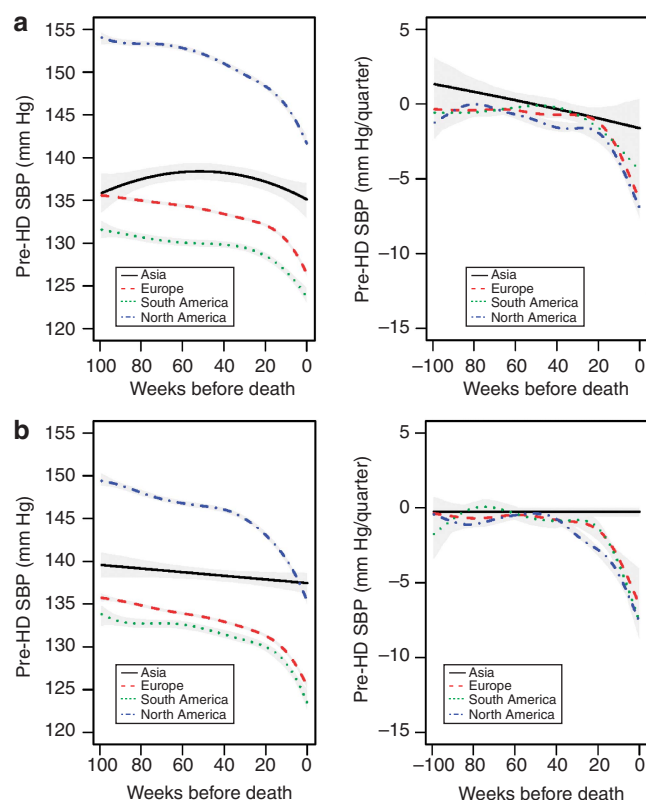 a
155
150
145
140
135
130
125
120
Pre-HD SBP (mm Hg)
Asia
Europe
South America
North America
100 80 60 40 20 0
Weeks before death
5
0
−5
−10
−15
Pre-HD SBP (mm Hg/quarter)
Asia
Europe
South America
North America
−100 80 60 40 20 0
Weeks before death
b
155
150
145
140
135
130
125
120
Pre-HD SBP (mm Hg)
Asia
Europe
South America
North America
100 80 60 40 20 0
Weeks before death
5
0
−5
−10
−15
Pre-HD SBP (mm Hg/quarter)
Asia
Europe
South America
North America
−100 80 60 40 20 0
Weeks before death